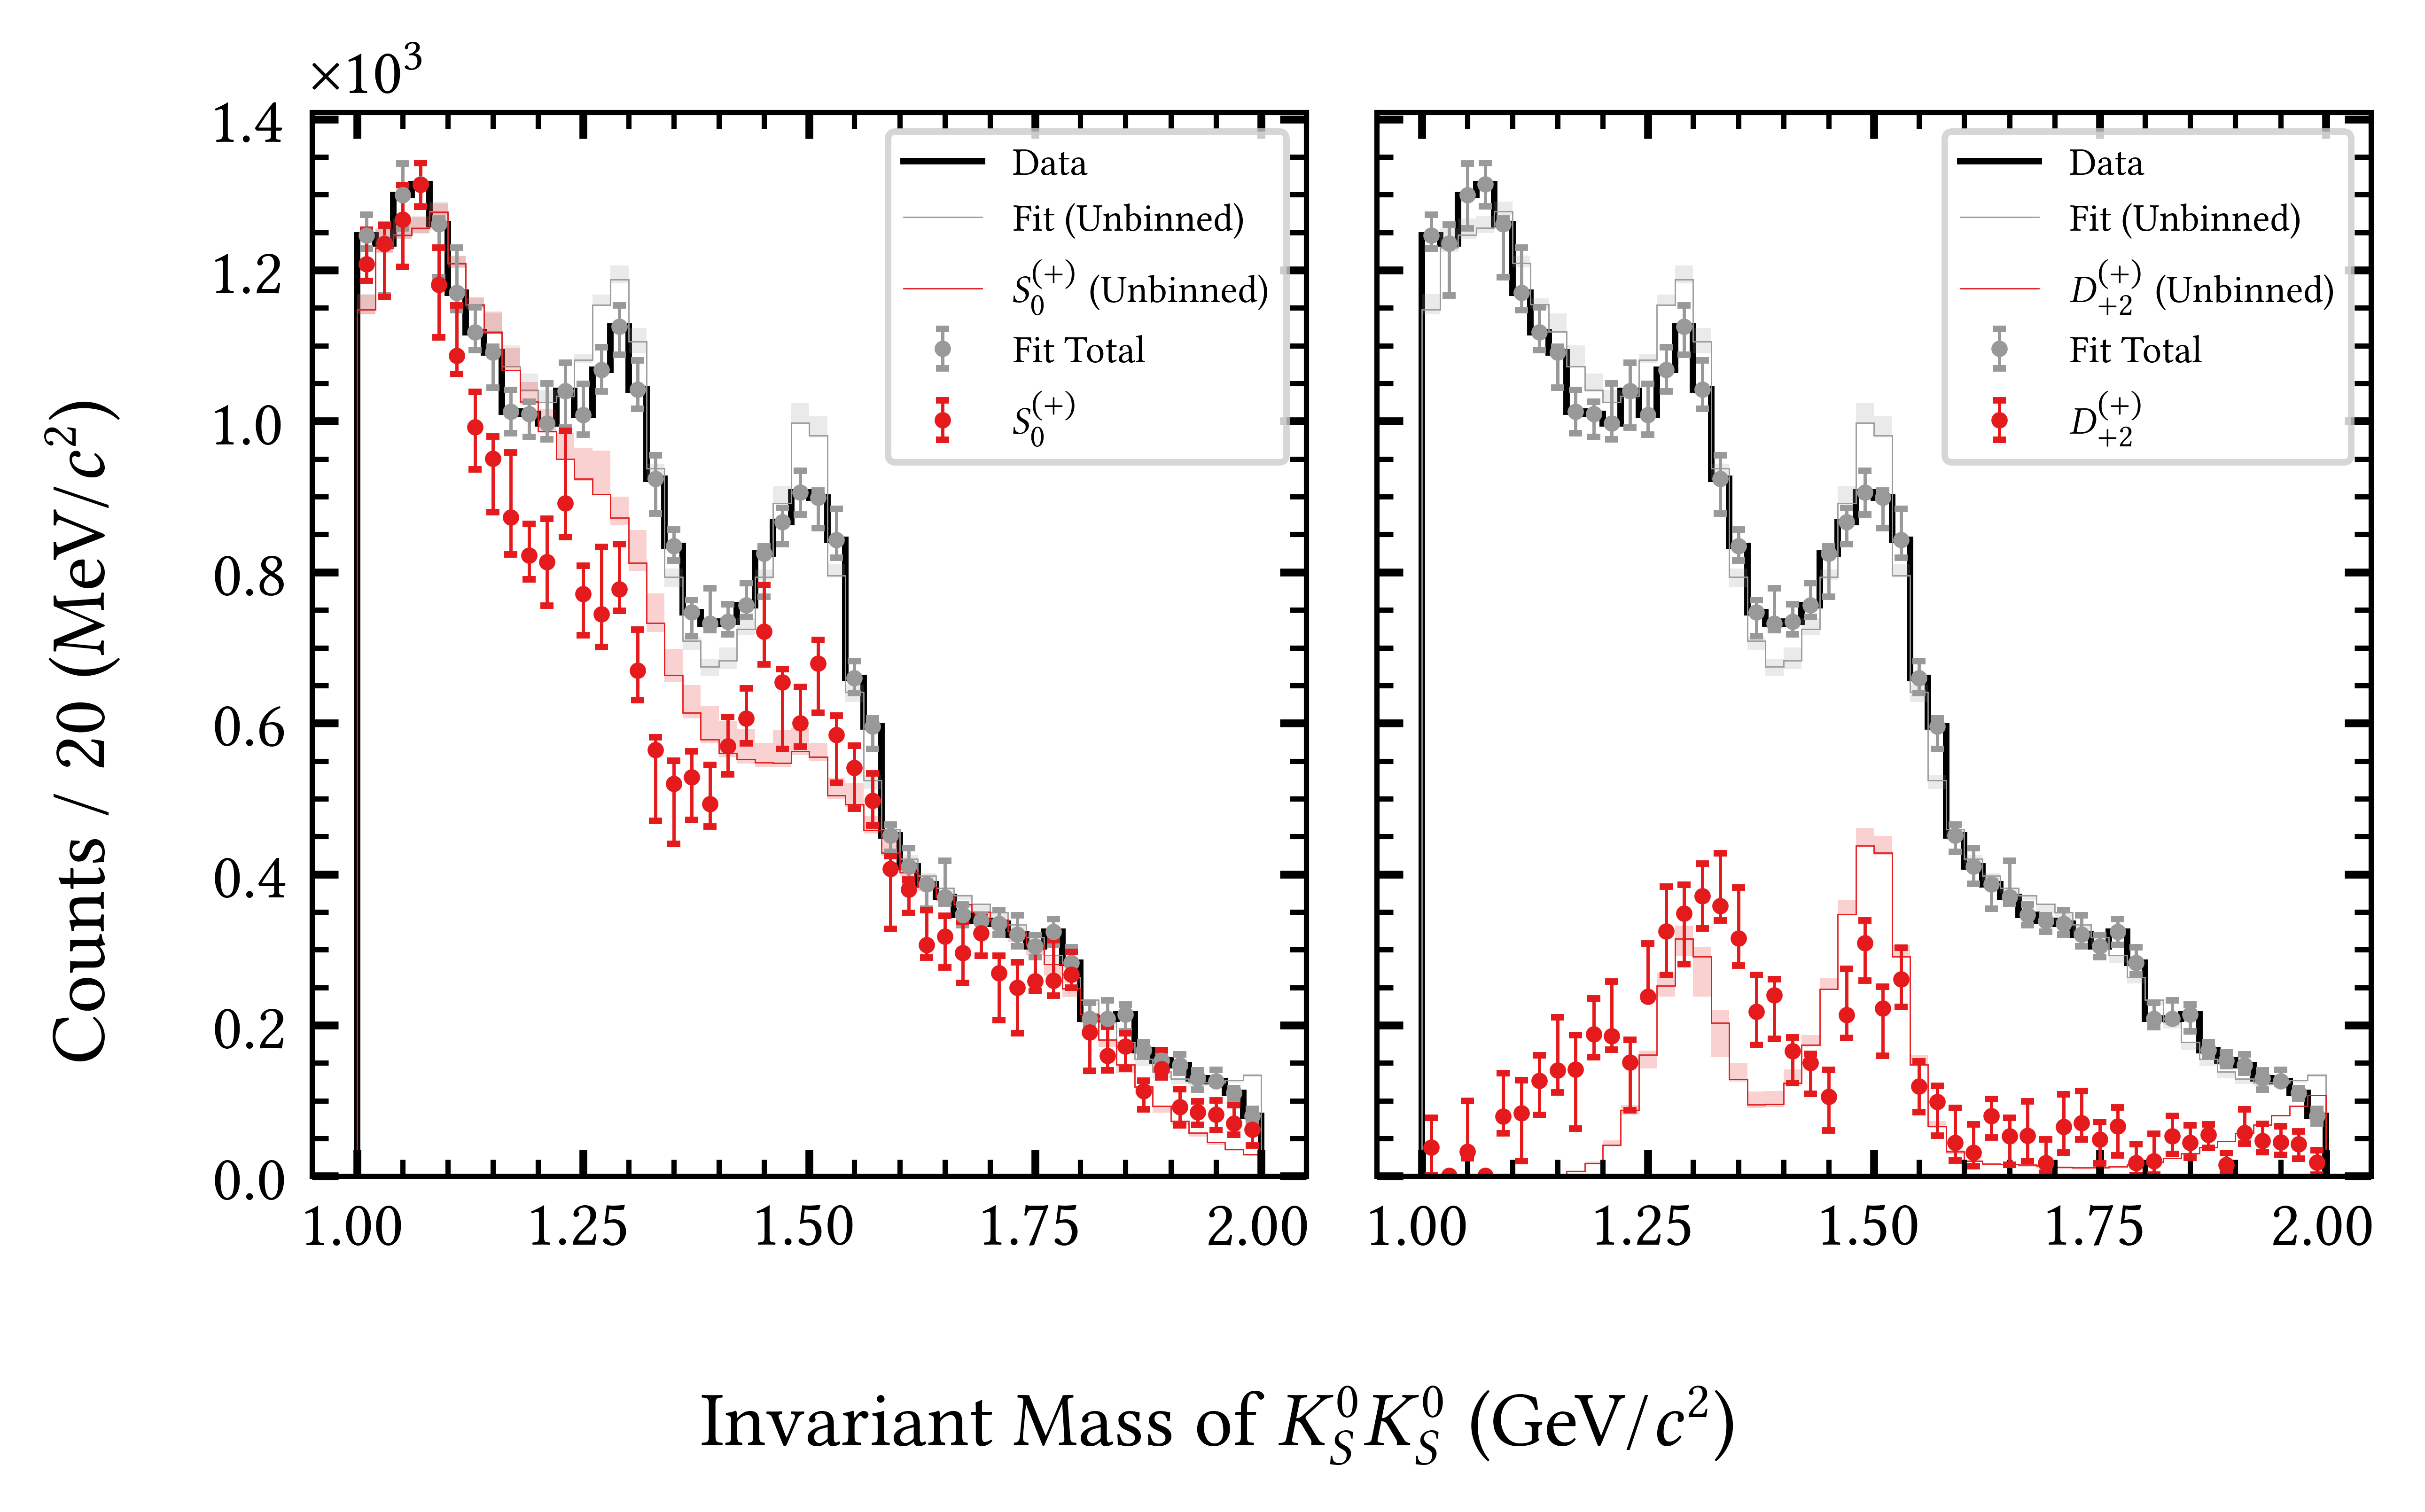 ×10³
1.4
1.2
1.0
0.8
0.6
0.4
0.2
0.0
Counts / 20 (MeV/c²)
Data
Fit (Unbinned)
S₀⁽⁺⁾ (Unbinned)
Fit Total
S₀⁽⁺⁾
1.00 1.25 1.50 1.75 2.00
Data
Fit (Unbinned)
D₊₂⁽⁺⁾ (Unbinned)
Fit Total
D₊₂⁽⁺⁾
1.00 1.25 1.50 1.75 2.00
Invariant Mass of K_S⁰K_S⁰ (GeV/c²)